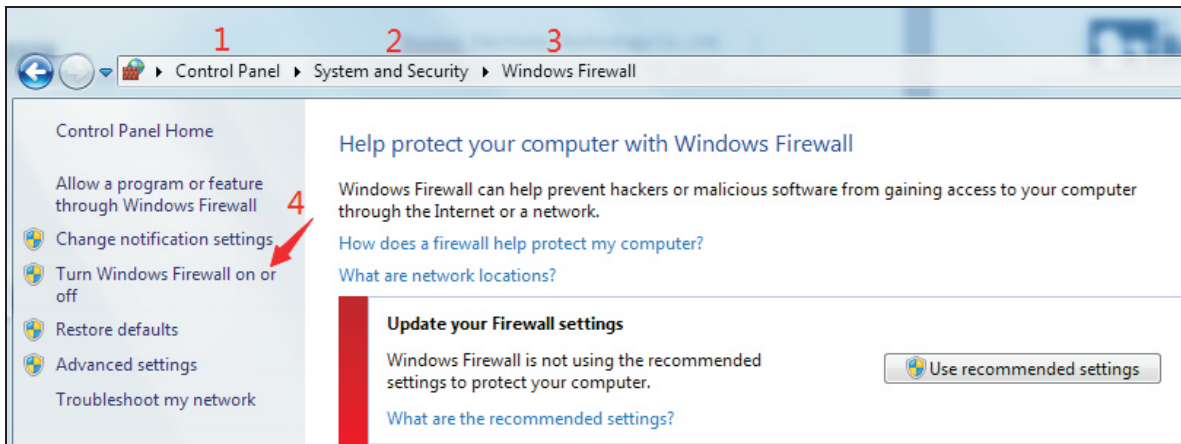 1 2 3
Control Panel System and Security Windows Firewall
Control Panel Home
Allow a program or feature
through Windows Firewall
4
Change notification settings
Turn Windows Firewall on or
off
Restore defaults
Advanced settings
Troubleshoot my network
Help protect your computer with Windows Firewall
Windows Firewall can help prevent hackers or malicious software from gaining access to your computer
through the Internet or a network.
How does a firewall help protect my computer?
What are network locations?
Update your Firewall settings
Windows Firewall is not using the recommended
settings to protect your computer.
Use recommended settings
What are the recommended settings?